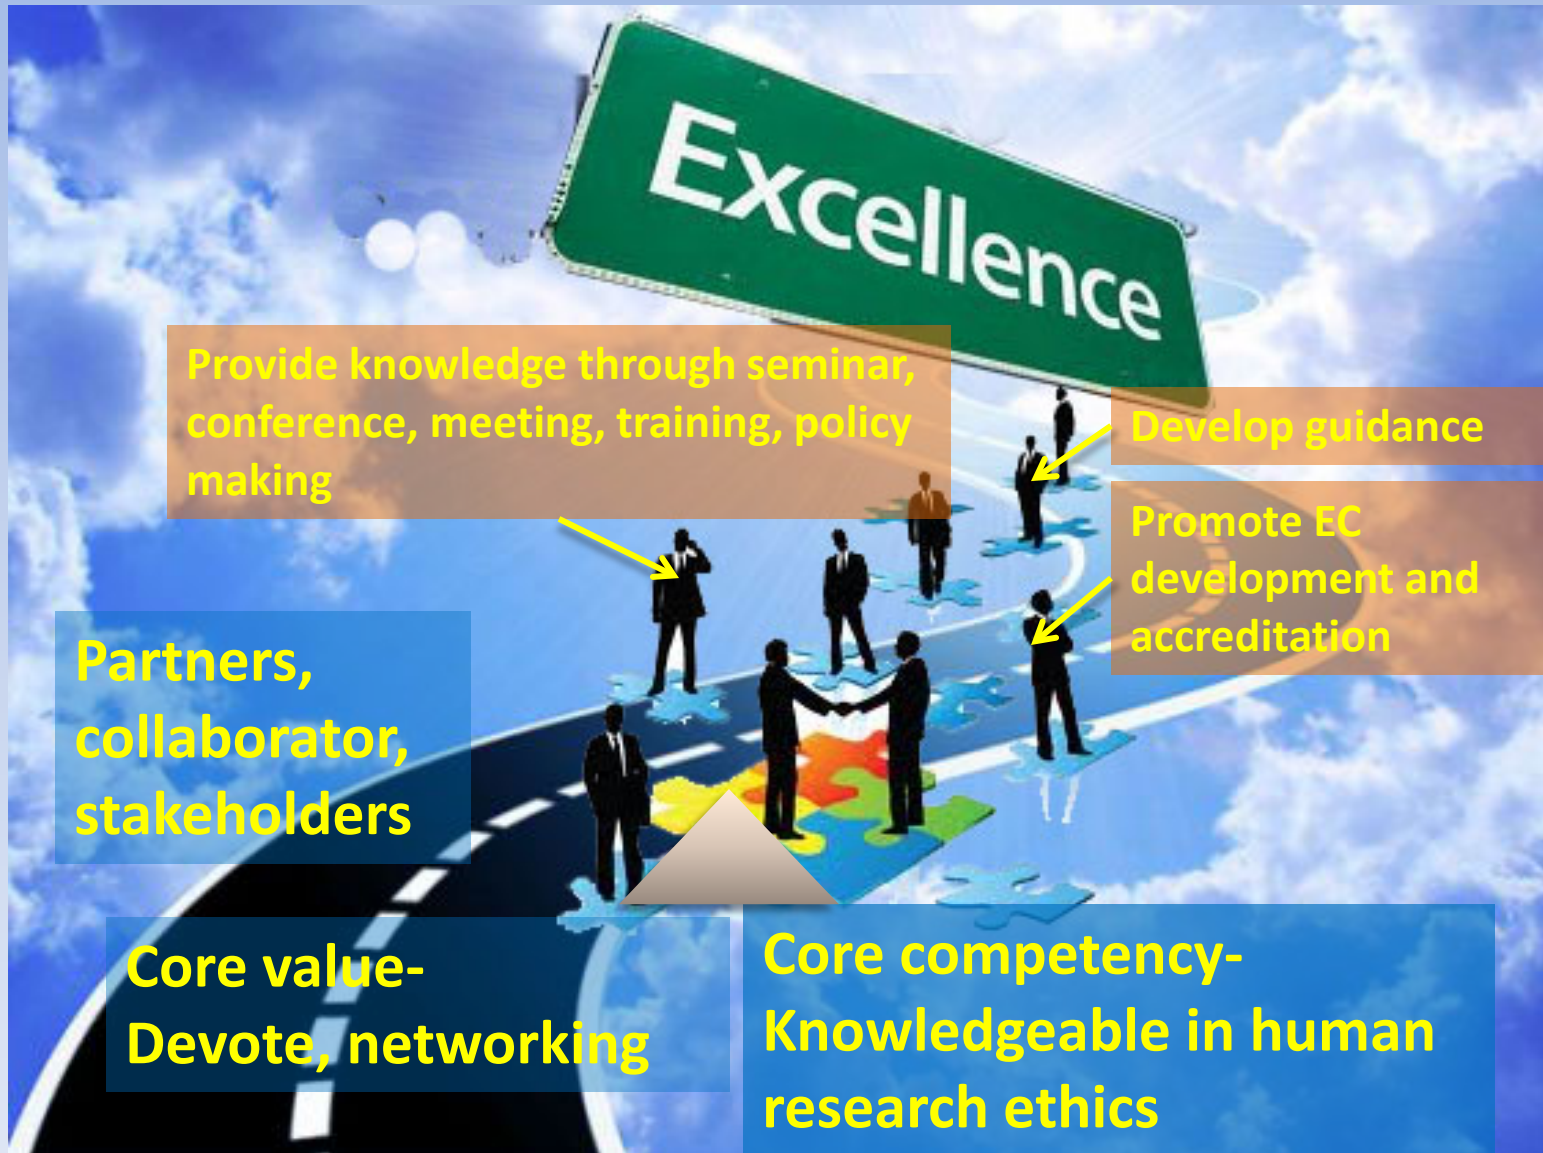 Excellence
Provide knowledge through seminar,
conference, meeting, training, policy
making
Develop guidance
Promote EC
development and
accreditation
Partners,
collaborator,
stakeholders
Core value-
Devote, networking
Core competency-
Knowledgeable in human
research ethics